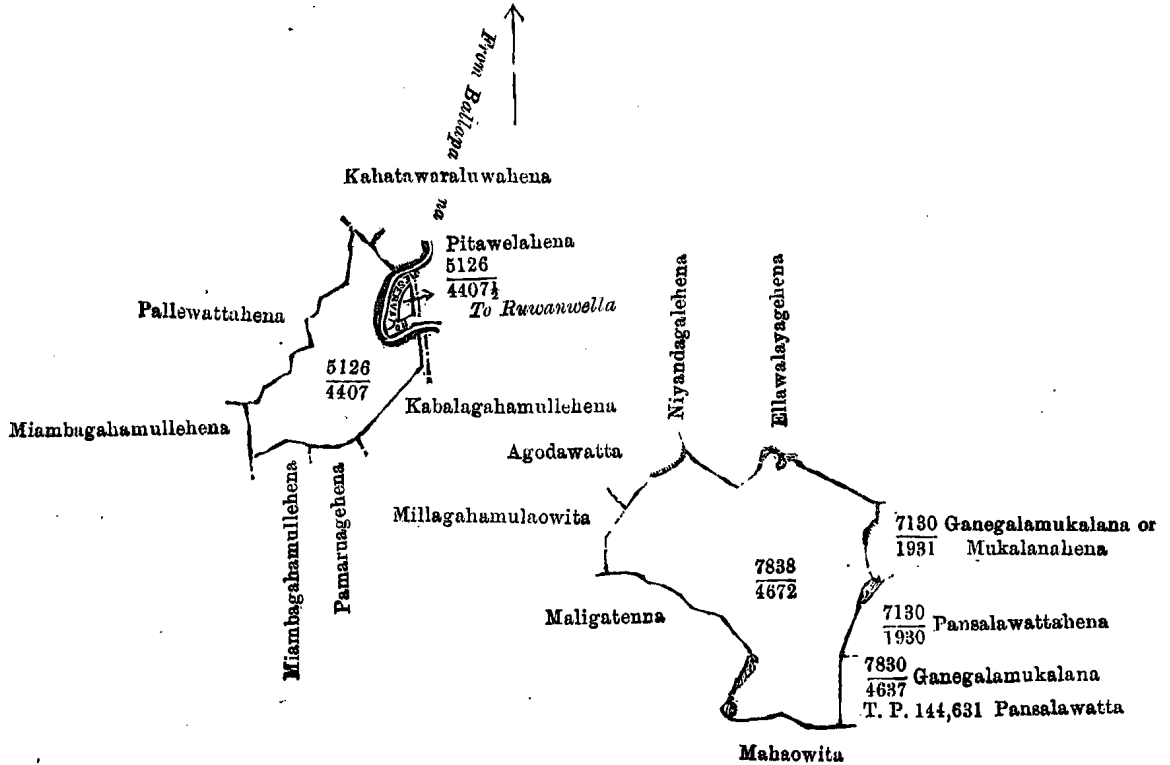 From Ballapa
na
Kahatawaraluwahena
Pitawelahena
5126
4407½
To Ruwanwella
Pallewattahena
5126
4407
Miambagahamullehena
Kabalagahamullehena
Miambagahamullehena
Pamaruagehena
Niyandagalehena
Ellawalayagehena
Agodawatta
Millagahamulaowita
7838
4672
7130 Ganegalamukalana or
1931 Mukalanahena
Maligatenna
7130
1930 Pansalawattahena
7830
4637 Ganegalamukalana
T. P. 144,631 Pansalawatta
Mahaowita